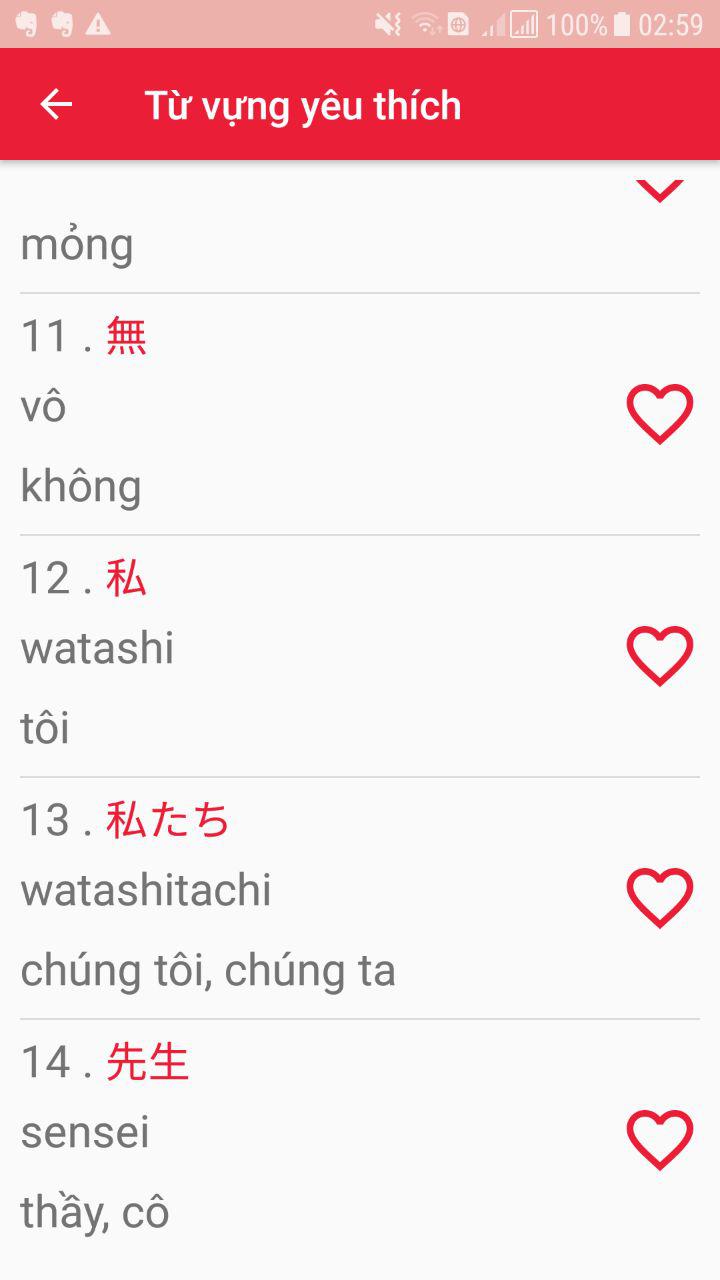 100% 02:59
Từ vựng yêu thích
mỏng
11 . 無
vô
không
12 . 私
watashi
tôi
13 . 私たち
watashitachi
chúng tôi, chúng ta
14 . 先生
sensei
thầy, cô